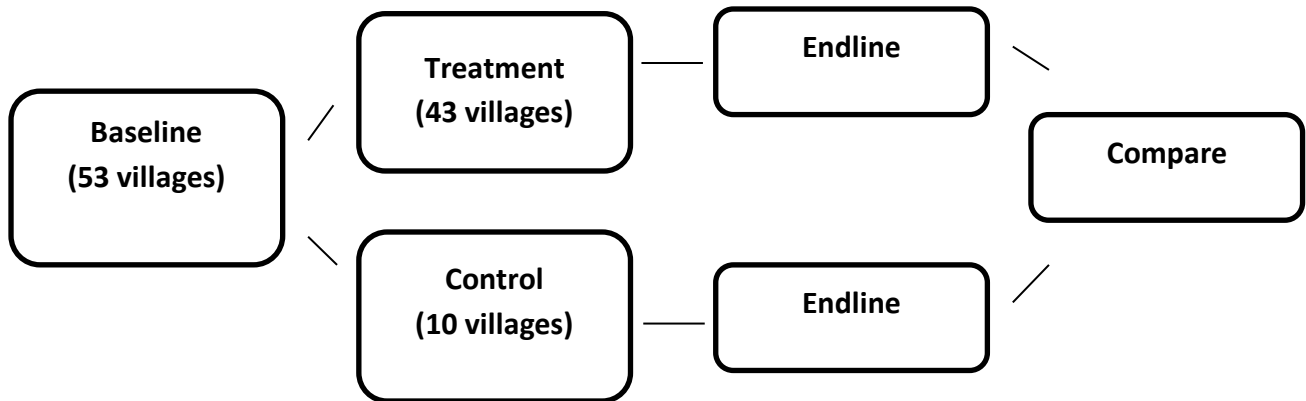 Baseline
(53 villages)
Treatment
(43 villages)
Endline
Control
(10 villages)
Endline
Compare